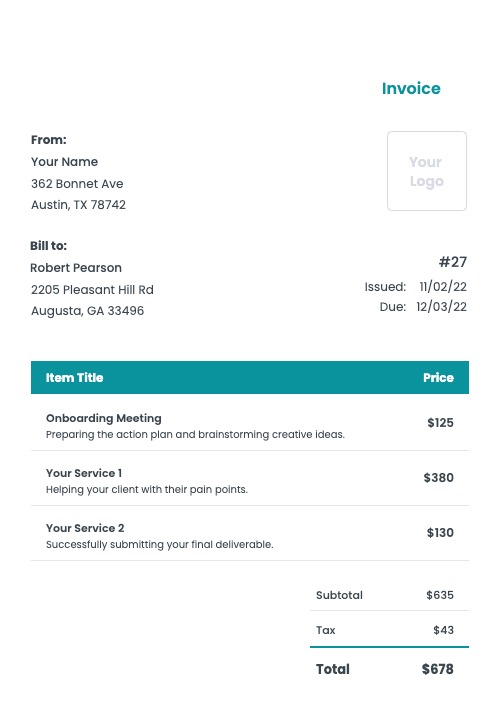 Invoice
From:
Your Name
362 Bonnet Ave
Austin, TX 78742
Your
Logo
Bill to:
Robert Pearson
2205 Pleasant Hill Rd
Augusta, GA 33496
#27
Issued: 11/02/22
Due: 12/03/22
Item Title Price
Onboarding Meeting
Preparing the action plan and brainstorming creative ideas.
$125
Your Service 1
Helping your client with their pain points.
$380
Your Service 2
Successfully submitting your final deliverable.
$130
Subtotal $635
Tax $43
Total $678